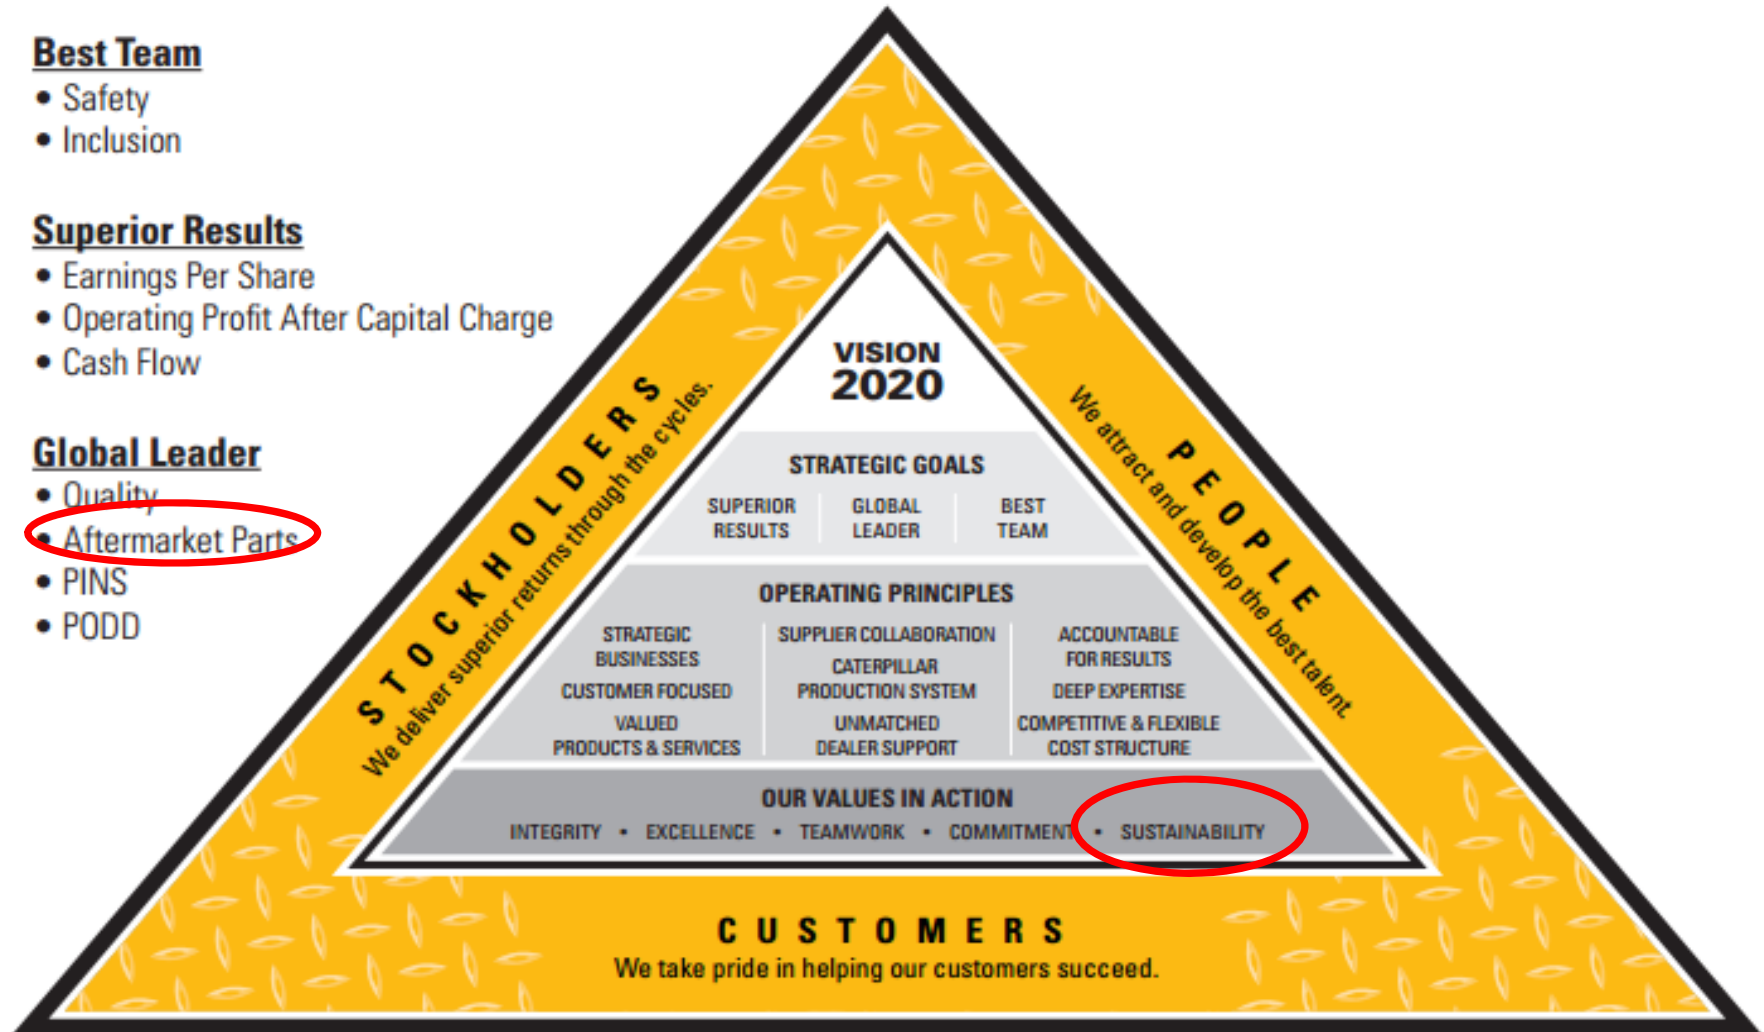 Best Team
• Safety
• Inclusion
Superior Results
• Earnings Per Share
• Operating Profit After Capital Charge
• Cash Flow
Global Leader
• Quality
• Aftermarket Parts
• PINS
• PODD
STOCKHOLDERS
We deliver superior returns through the cycles.
PEOPLE
We attract and develop the best talent.
VISION
2020
STRATEGIC GOALS
SUPERIOR
RESULTS
GLOBAL
LEADER
BEST
TEAM
OPERATING PRINCIPLES
STRATEGIC
BUSINESSES
CUSTOMER FOCUSED
VALUED
PRODUCTS & SERVICES
SUPPLIER COLLABORATION
CATERPILLAR
PRODUCTION SYSTEM
UNMATCHED
DEALER SUPPORT
ACCOUNTABLE
FOR RESULTS
DEEP EXPERTISE
COMPETITIVE & FLEXIBLE
COST STRUCTURE
OUR VALUES IN ACTION
INTEGRITY • EXCELLENCE • TEAMWORK • COMMITMENT • SUSTAINABILITY
CUSTOMERS
We take pride in helping our customers succeed.